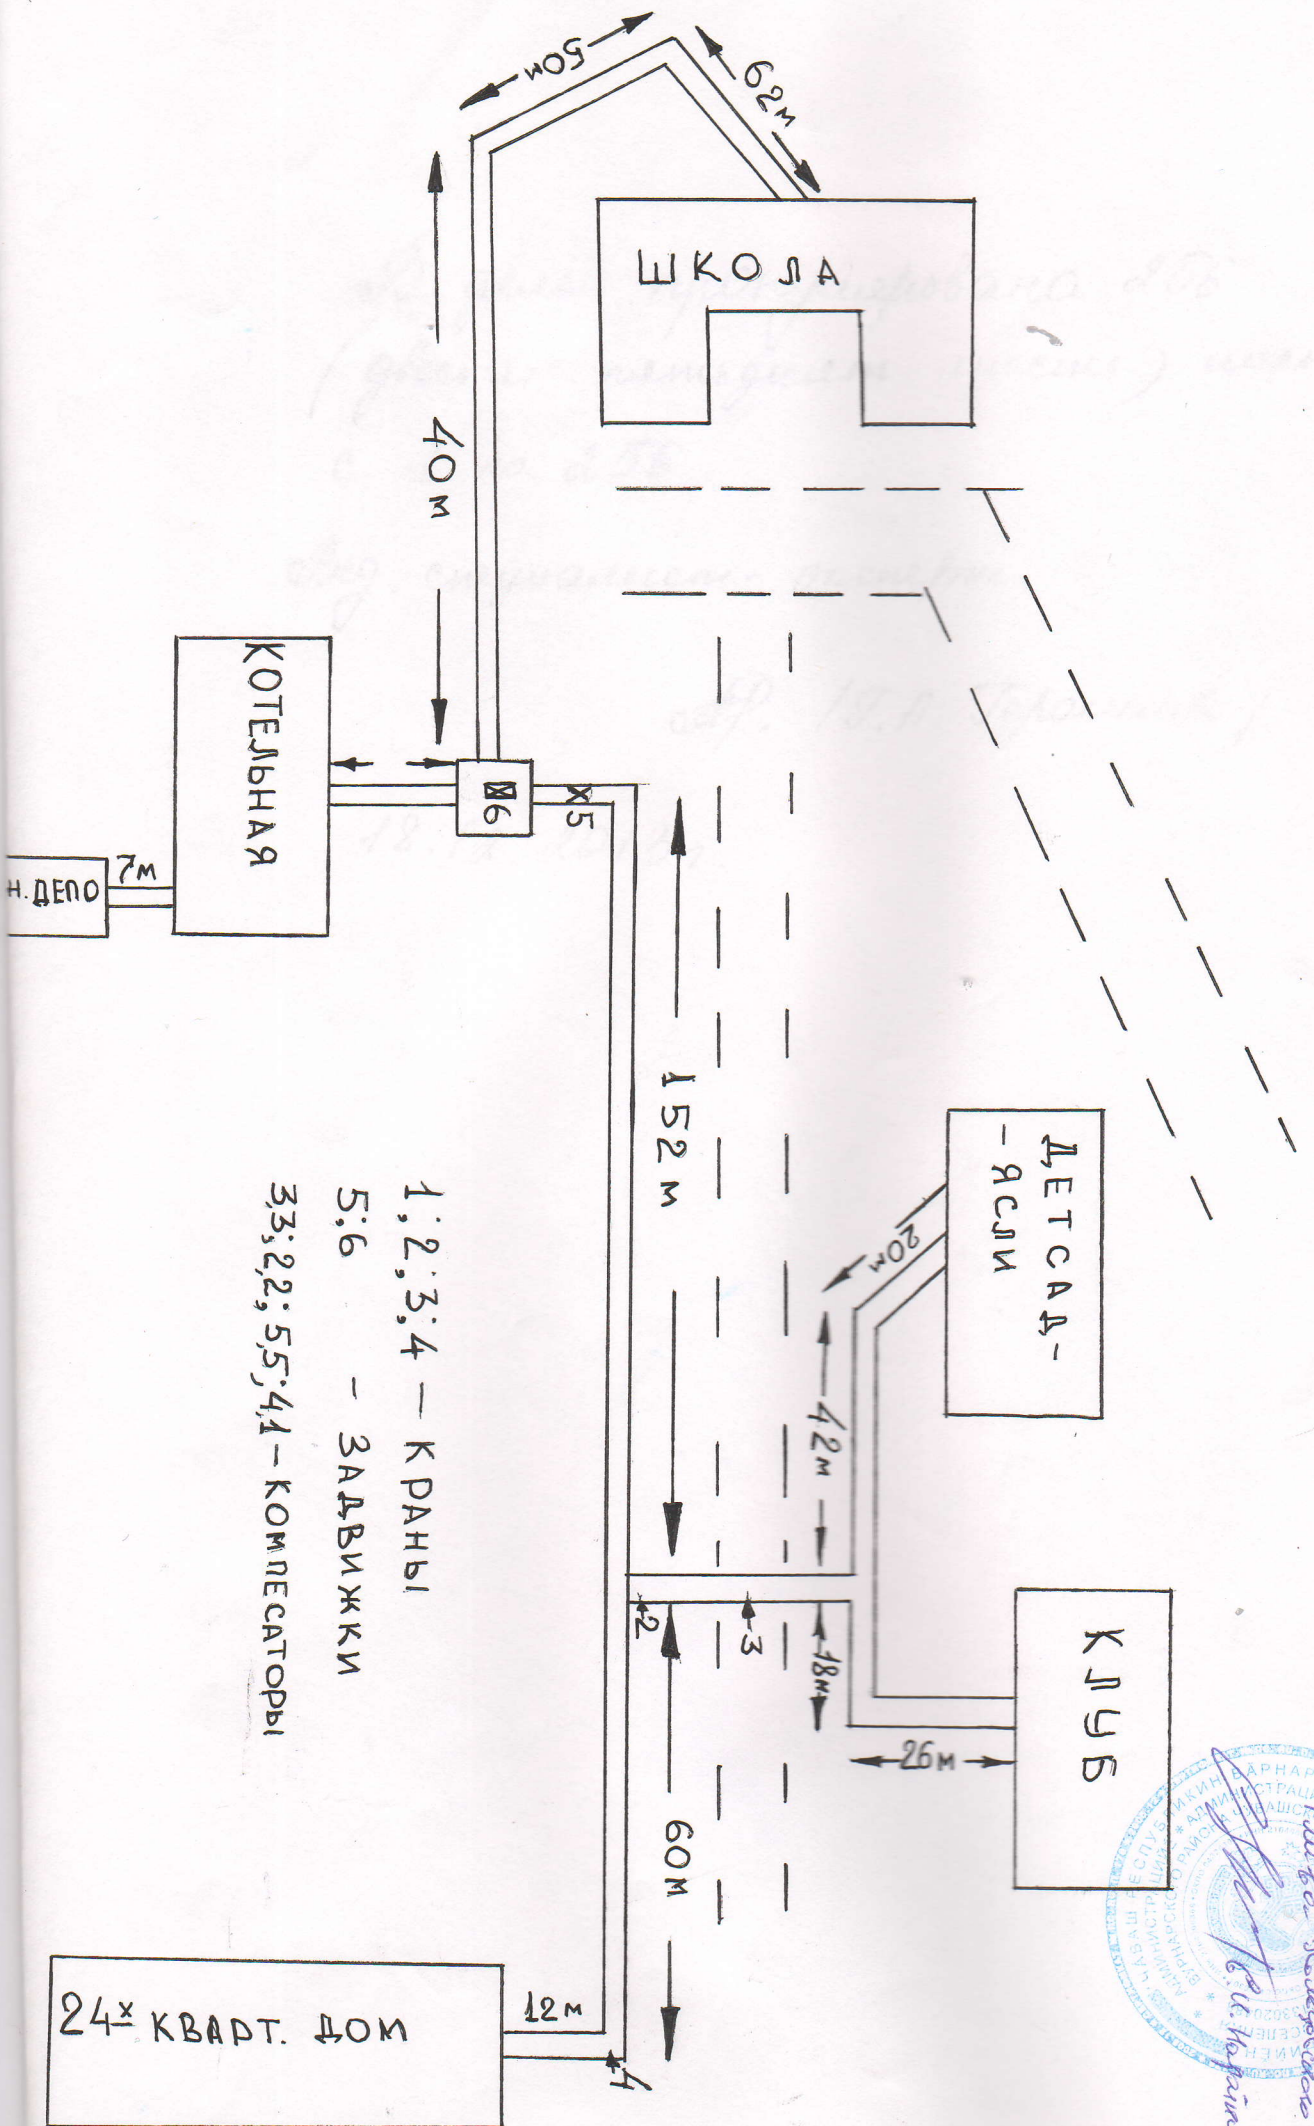 50м
62м
ШКОЛА
40м
КОТЕЛЬНАЯ
6
5
7м
Н. ДЕПО
152 м
ДЕТСАД-
-ЯСЛИ
20м
42м
1; 2; 3; 4 — КРАНЫ
5;6 - ЗАДВИЖКИ
3,3; 2,2; 5,5; 4,1 - КОМПЕСАТОРЫ
2
3
18м
КЛУБ
26м
60м
24х КВАРТ. ДОМ
12м
4